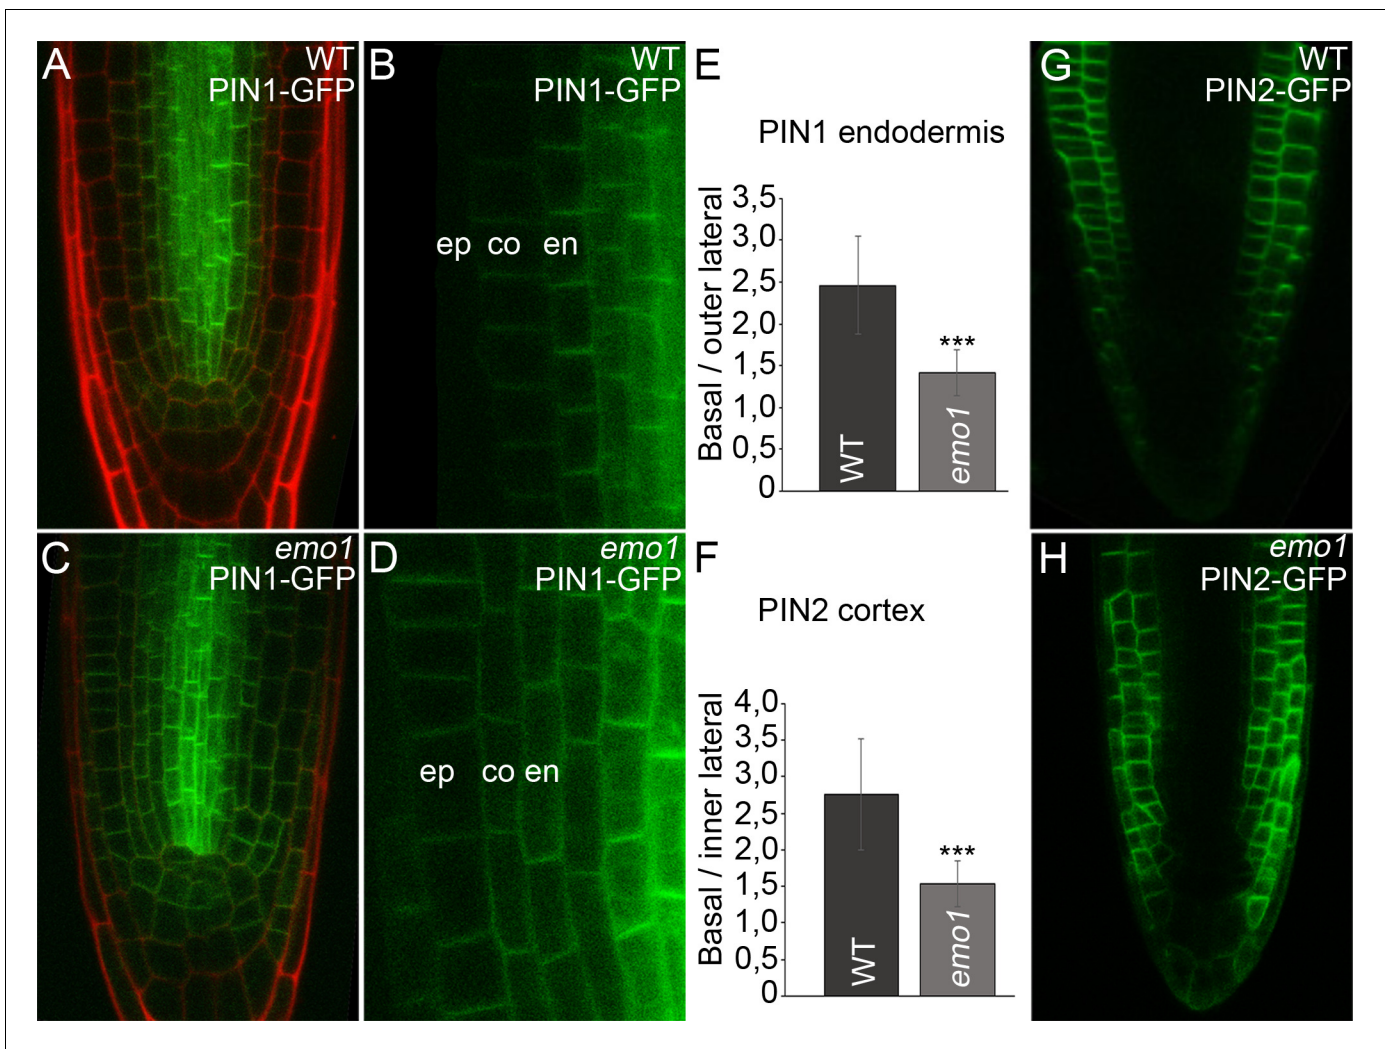 A
WT
PIN1-GFP
B
WT
PIN1-GFP
ep co en
C
emo1
PIN1-GFP
D
emo1
PIN1-GFP
ep co en
E
PIN1 endodermis
Basal / outer lateral
3,5
3,0
2,5
2,0
1,5
1,0
0,5
0
WT
***
emo1
F
PIN2 cortex
Basal / inner lateral
4,0
3,5
3,0
2,5
2,0
1,5
1,0
0,5
0
WT
***
emo1
G
WT
PIN2-GFP
H
emo1
PIN2-GFP